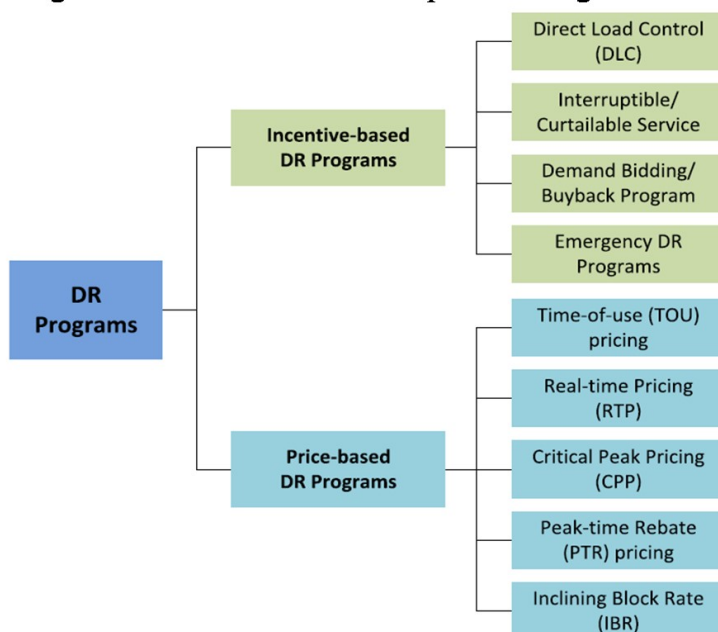 Direct Load Control
(DLC)
Interruptible/
Curtailable Service
Incentive-based
DR Programs
Demand Bidding/
Buyback Program
Emergency DR
Programs
DR
Programs
Time-of-use (TOU)
pricing
Real-time Pricing
(RTP)
Price-based
DR Programs
Critical Peak Pricing
(CPP)
Peak-time Rebate
(PTR) pricing
Inclining Block Rate
(IBR)